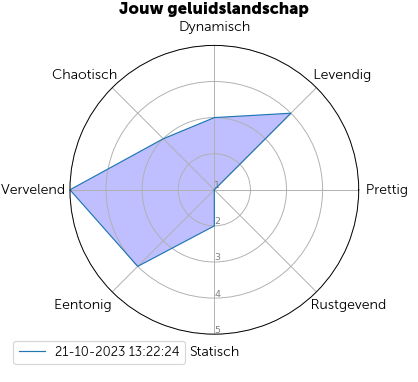 Jouw geluidslandschap
Dynamisch
Chaotisch
Levendig
Vervelend
1
Prettig
2
3
4
Eentonig
Rustgevend
5
21-10-2023 13:22:24
Statisch